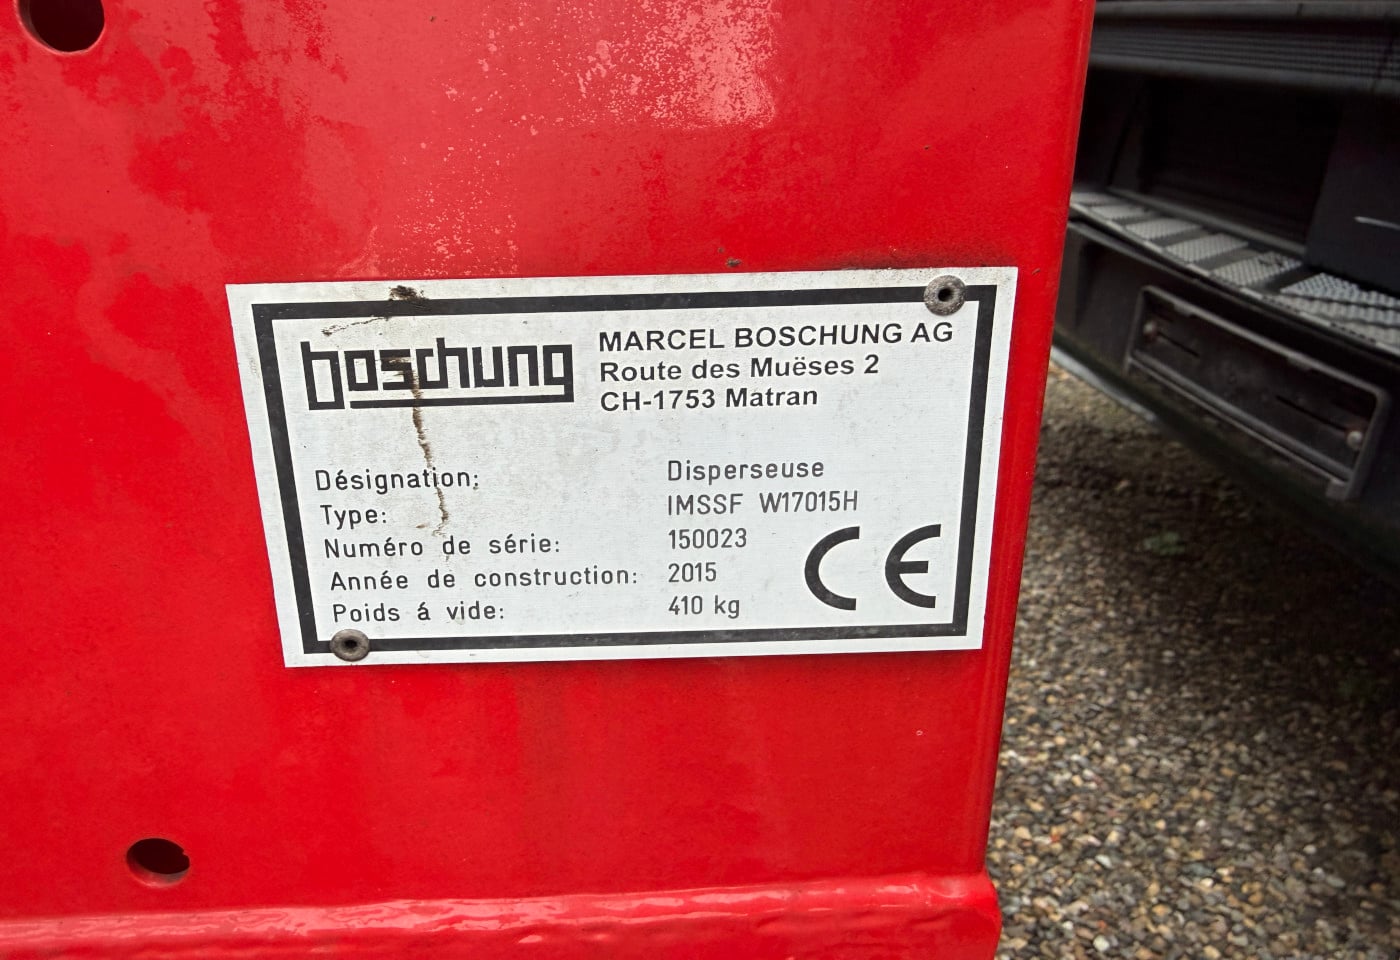 boschung
MARCEL BOSCHUNG AG
Route des Muëses 2
CH-1753 Matran
Désignation: Disperseuse
Type: IMSSF W17015H
Numéro de série: 150023
Année de construction: 2015
Poids á vide: 410 kg
CE